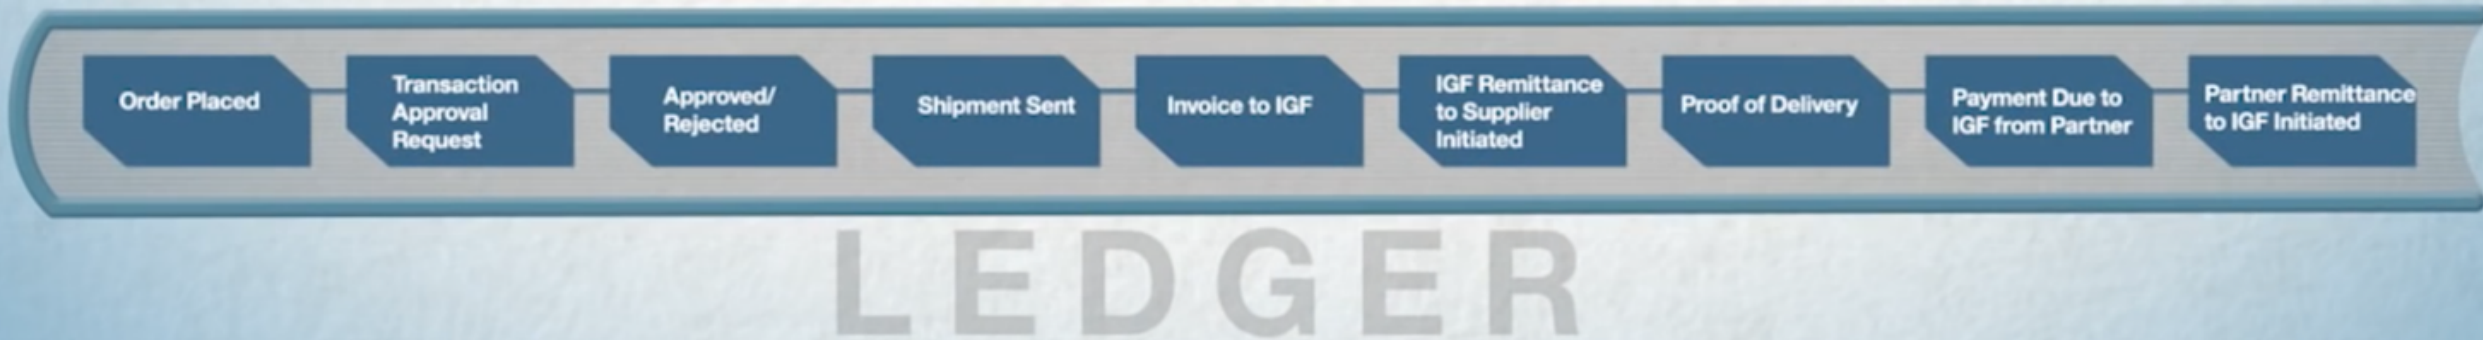 Order Placed
Transaction
Approval
Request
Approved/
Rejected
Shipment Sent
Invoice to IGF
IGF Remittance
to Supplier
Initiated
Proof of Delivery
Payment Due to
IGF from Partner
Partner Remittance
to IGF Initiated
LEDGER